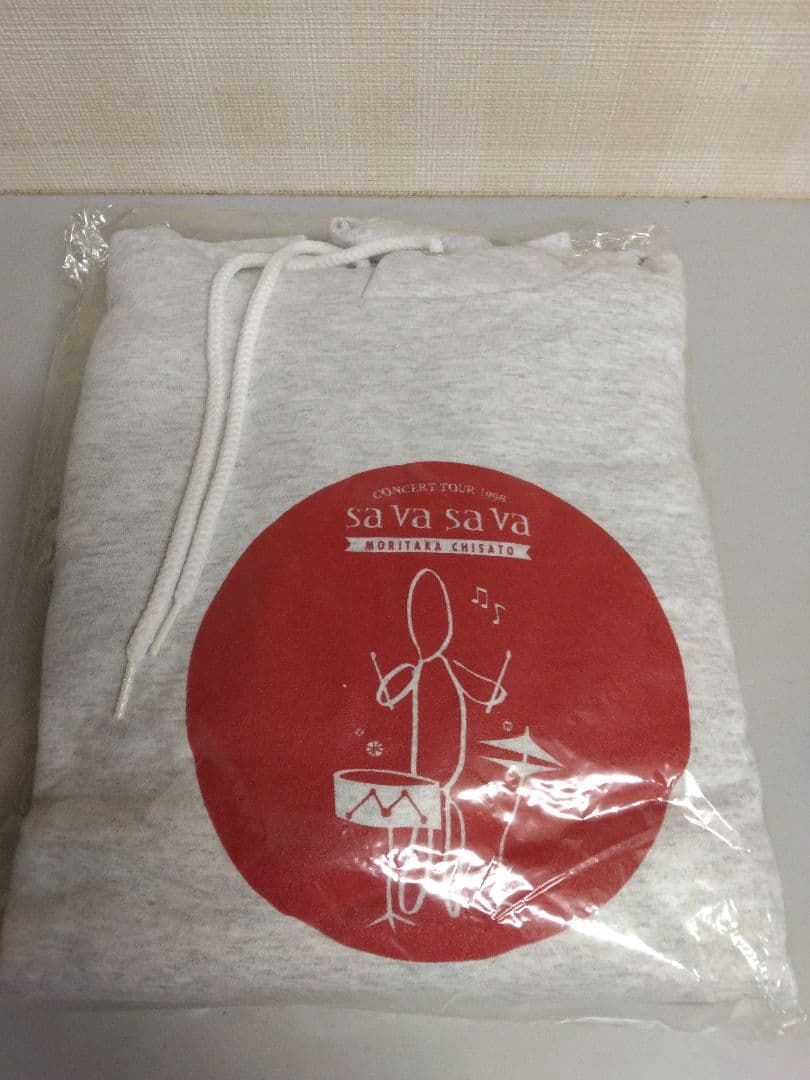 CONCERT TOUR 1998
sa va sa va
MORITAKA CHISATO